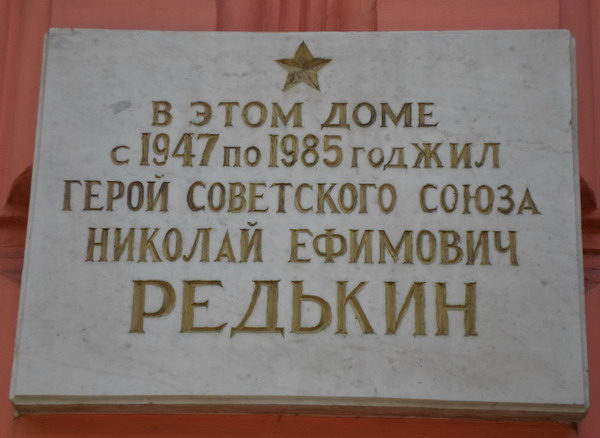 В ЭТОМ ДОМЕ
с 1947 по 1985 год ЖИЛ
ГЕРОЙ СОВЕТСКОГО СОЮЗА
НИКОЛАЙ ЕФИМОВИЧ
РЕДЬКИН